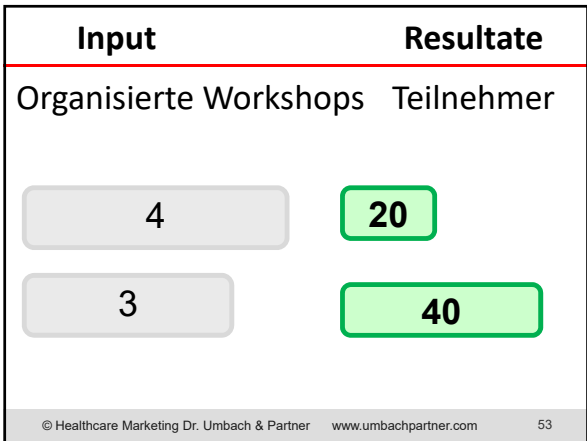 Input Resultate
Organisierte Workshops Teilnehmer
4 20
3 40
© Healthcare Marketing Dr. Umbach & Partner www.umbachpartner.com 53